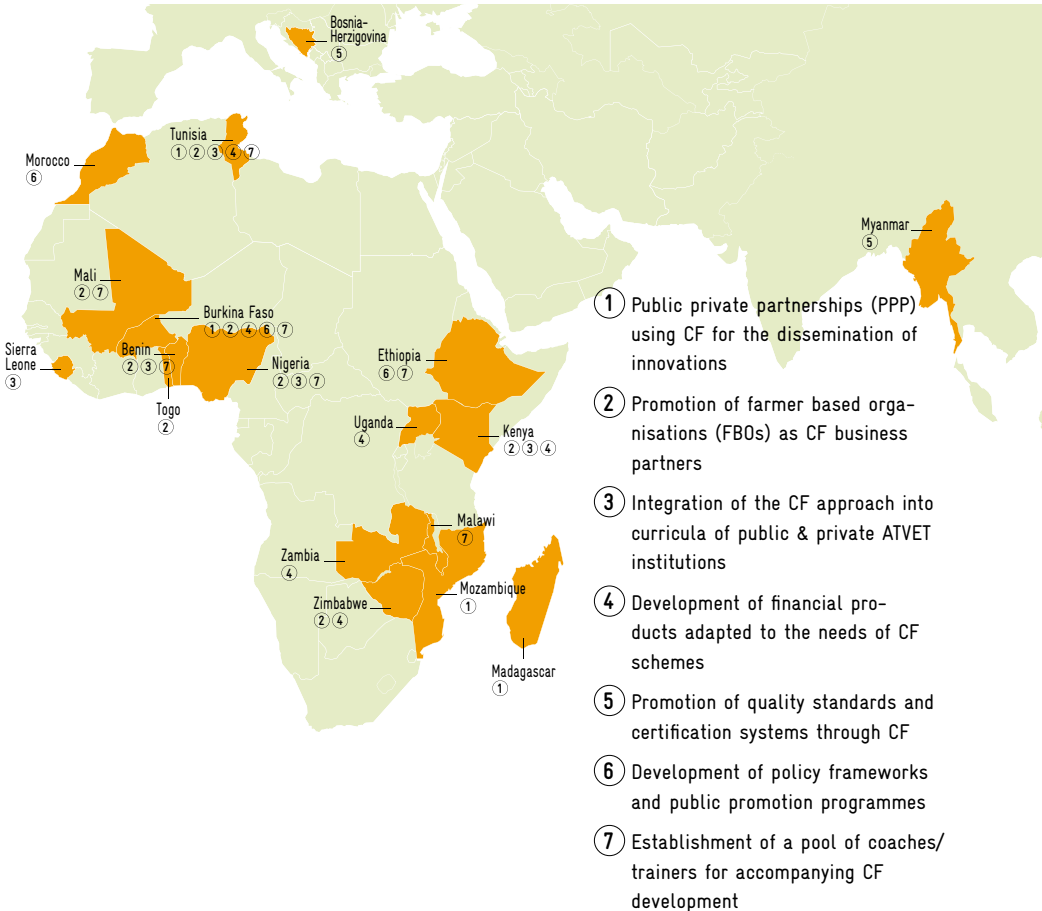 Bosnia-
Herzigovina
5
Tunisia
1 2 3 4 7
Morocco
6
Myanmar
5
Mali
2 7
Burkina Faso
1 2 4 6 7
Sierra
Leone
3
Benin
2 3 7
Nigeria
2 3 7
Togo
2
Ethiopia
6 7
Uganda
4
Kenya
2 3 4
Malawi
7
Zambia
4
Mozambique
1
Zimbabwe
2 4
Madagascar
1
1 Public private partnerships (PPP)
using CF for the dissemination of
innovations
2 Promotion of farmer based orga-
nisations (FBOs) as CF business
partners
3 Integration of the CF approach into
curricula of public & private ATVET
institutions
4 Development of financial pro-
ducts adapted to the needs of CF
schemes
5 Promotion of quality standards and
certification systems through CF
6 Development of policy frameworks
and public promotion programmes
7 Establishment of a pool of coaches/
trainers for accompanying CF
development